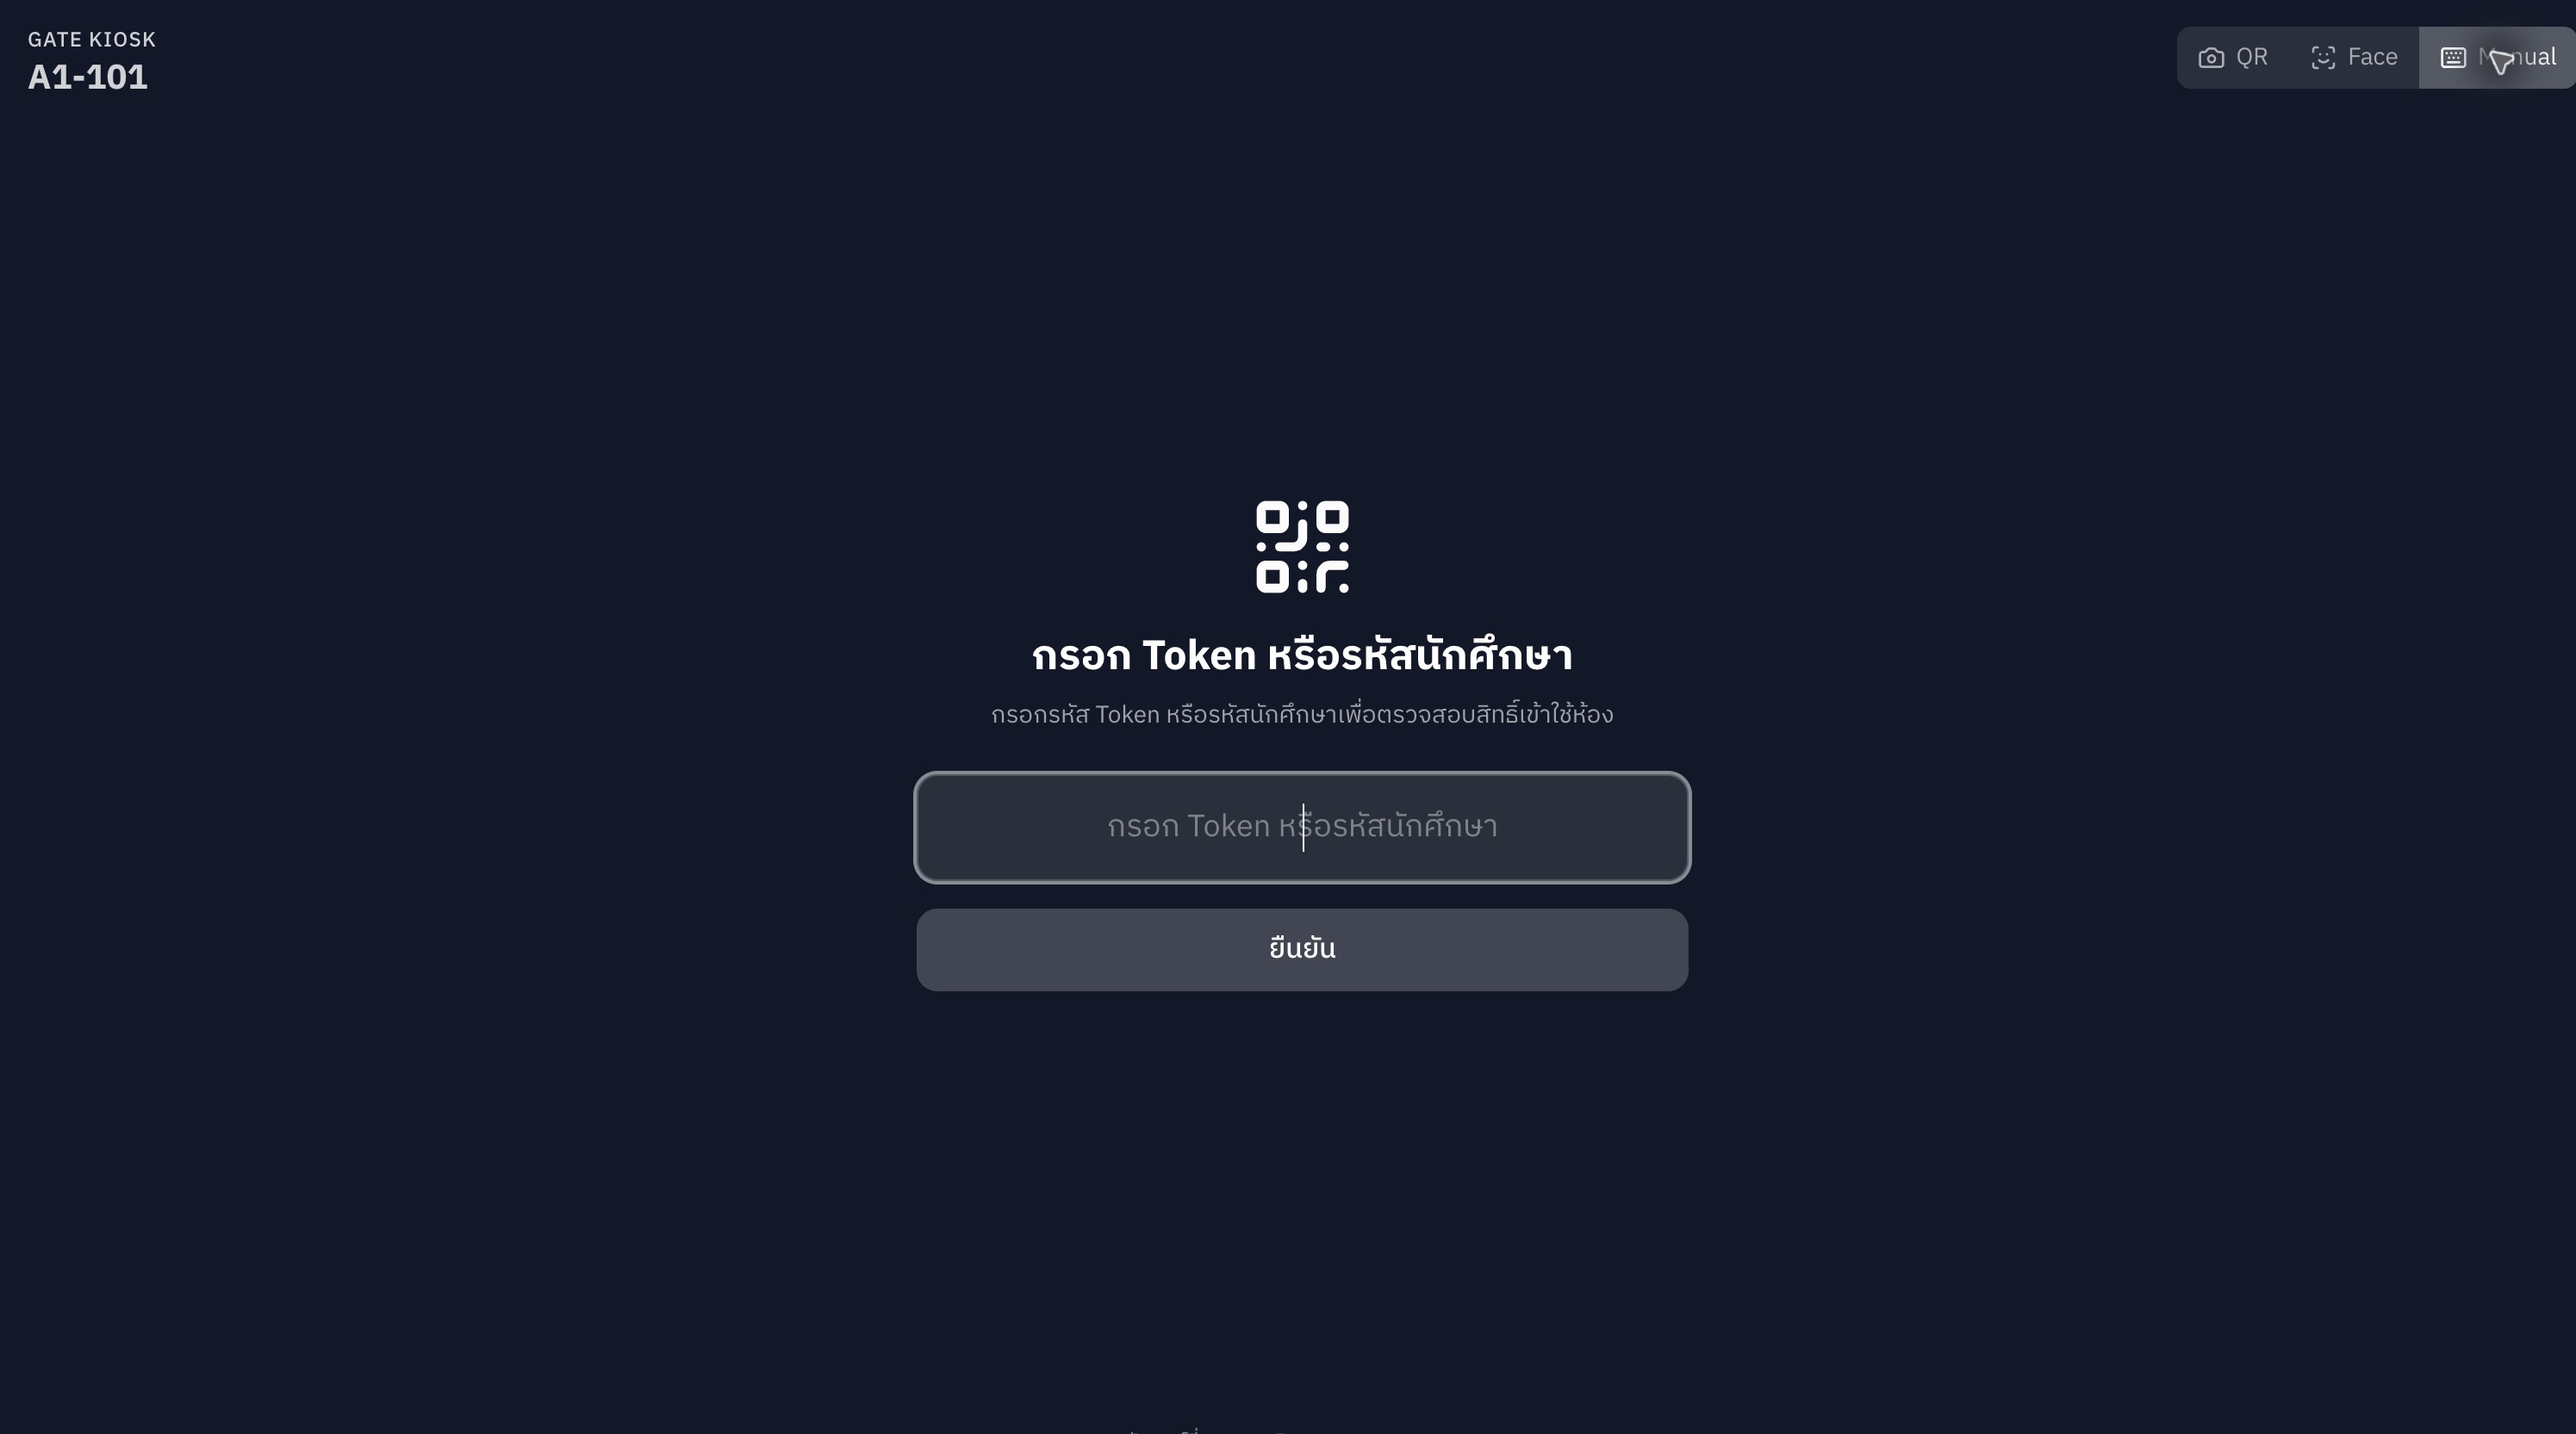 GATE KIOSK
A1-101
QR
Face
Manual
กรอก Token หรือรหัสนักศึกษา
กรอกรหัส Token หรือรหัสนักศึกษาเพื่อตรวจสอบสิทธิ์เข้าใช้ห้อง
กรอก Token หรือรหัสนักศึกษา
ยืนยัน